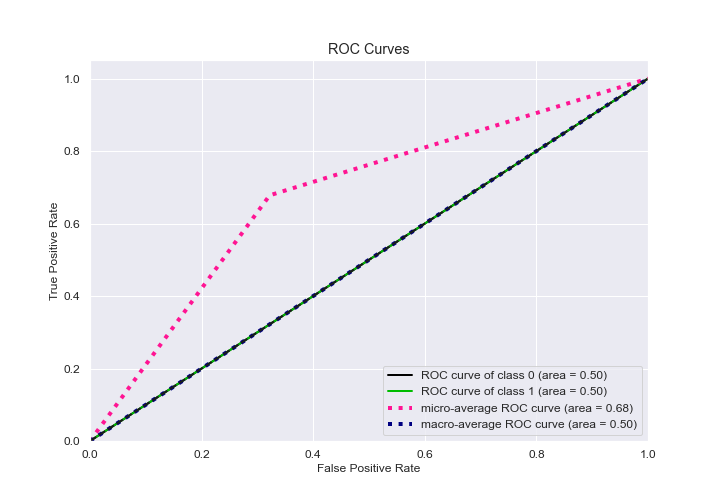 ROC Curves
1.0
0.8
0.6
0.4
0.2
0.0
True Positive Rate
ROC curve of class 0 (area = 0.50)
ROC curve of class 1 (area = 0.50)
micro-average ROC curve (area = 0.68)
macro-average ROC curve (area = 0.50)
0.0 0.2 0.4 0.6 0.8 1.0
False Positive Rate